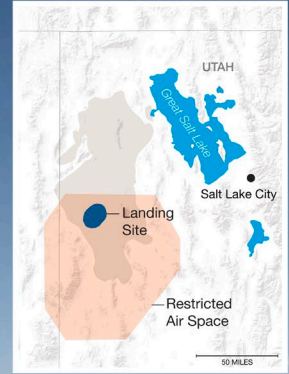 UTAH
Great Salt Lake
Salt Lake City
Landing
Site
Restricted
Air Space
50 MILES